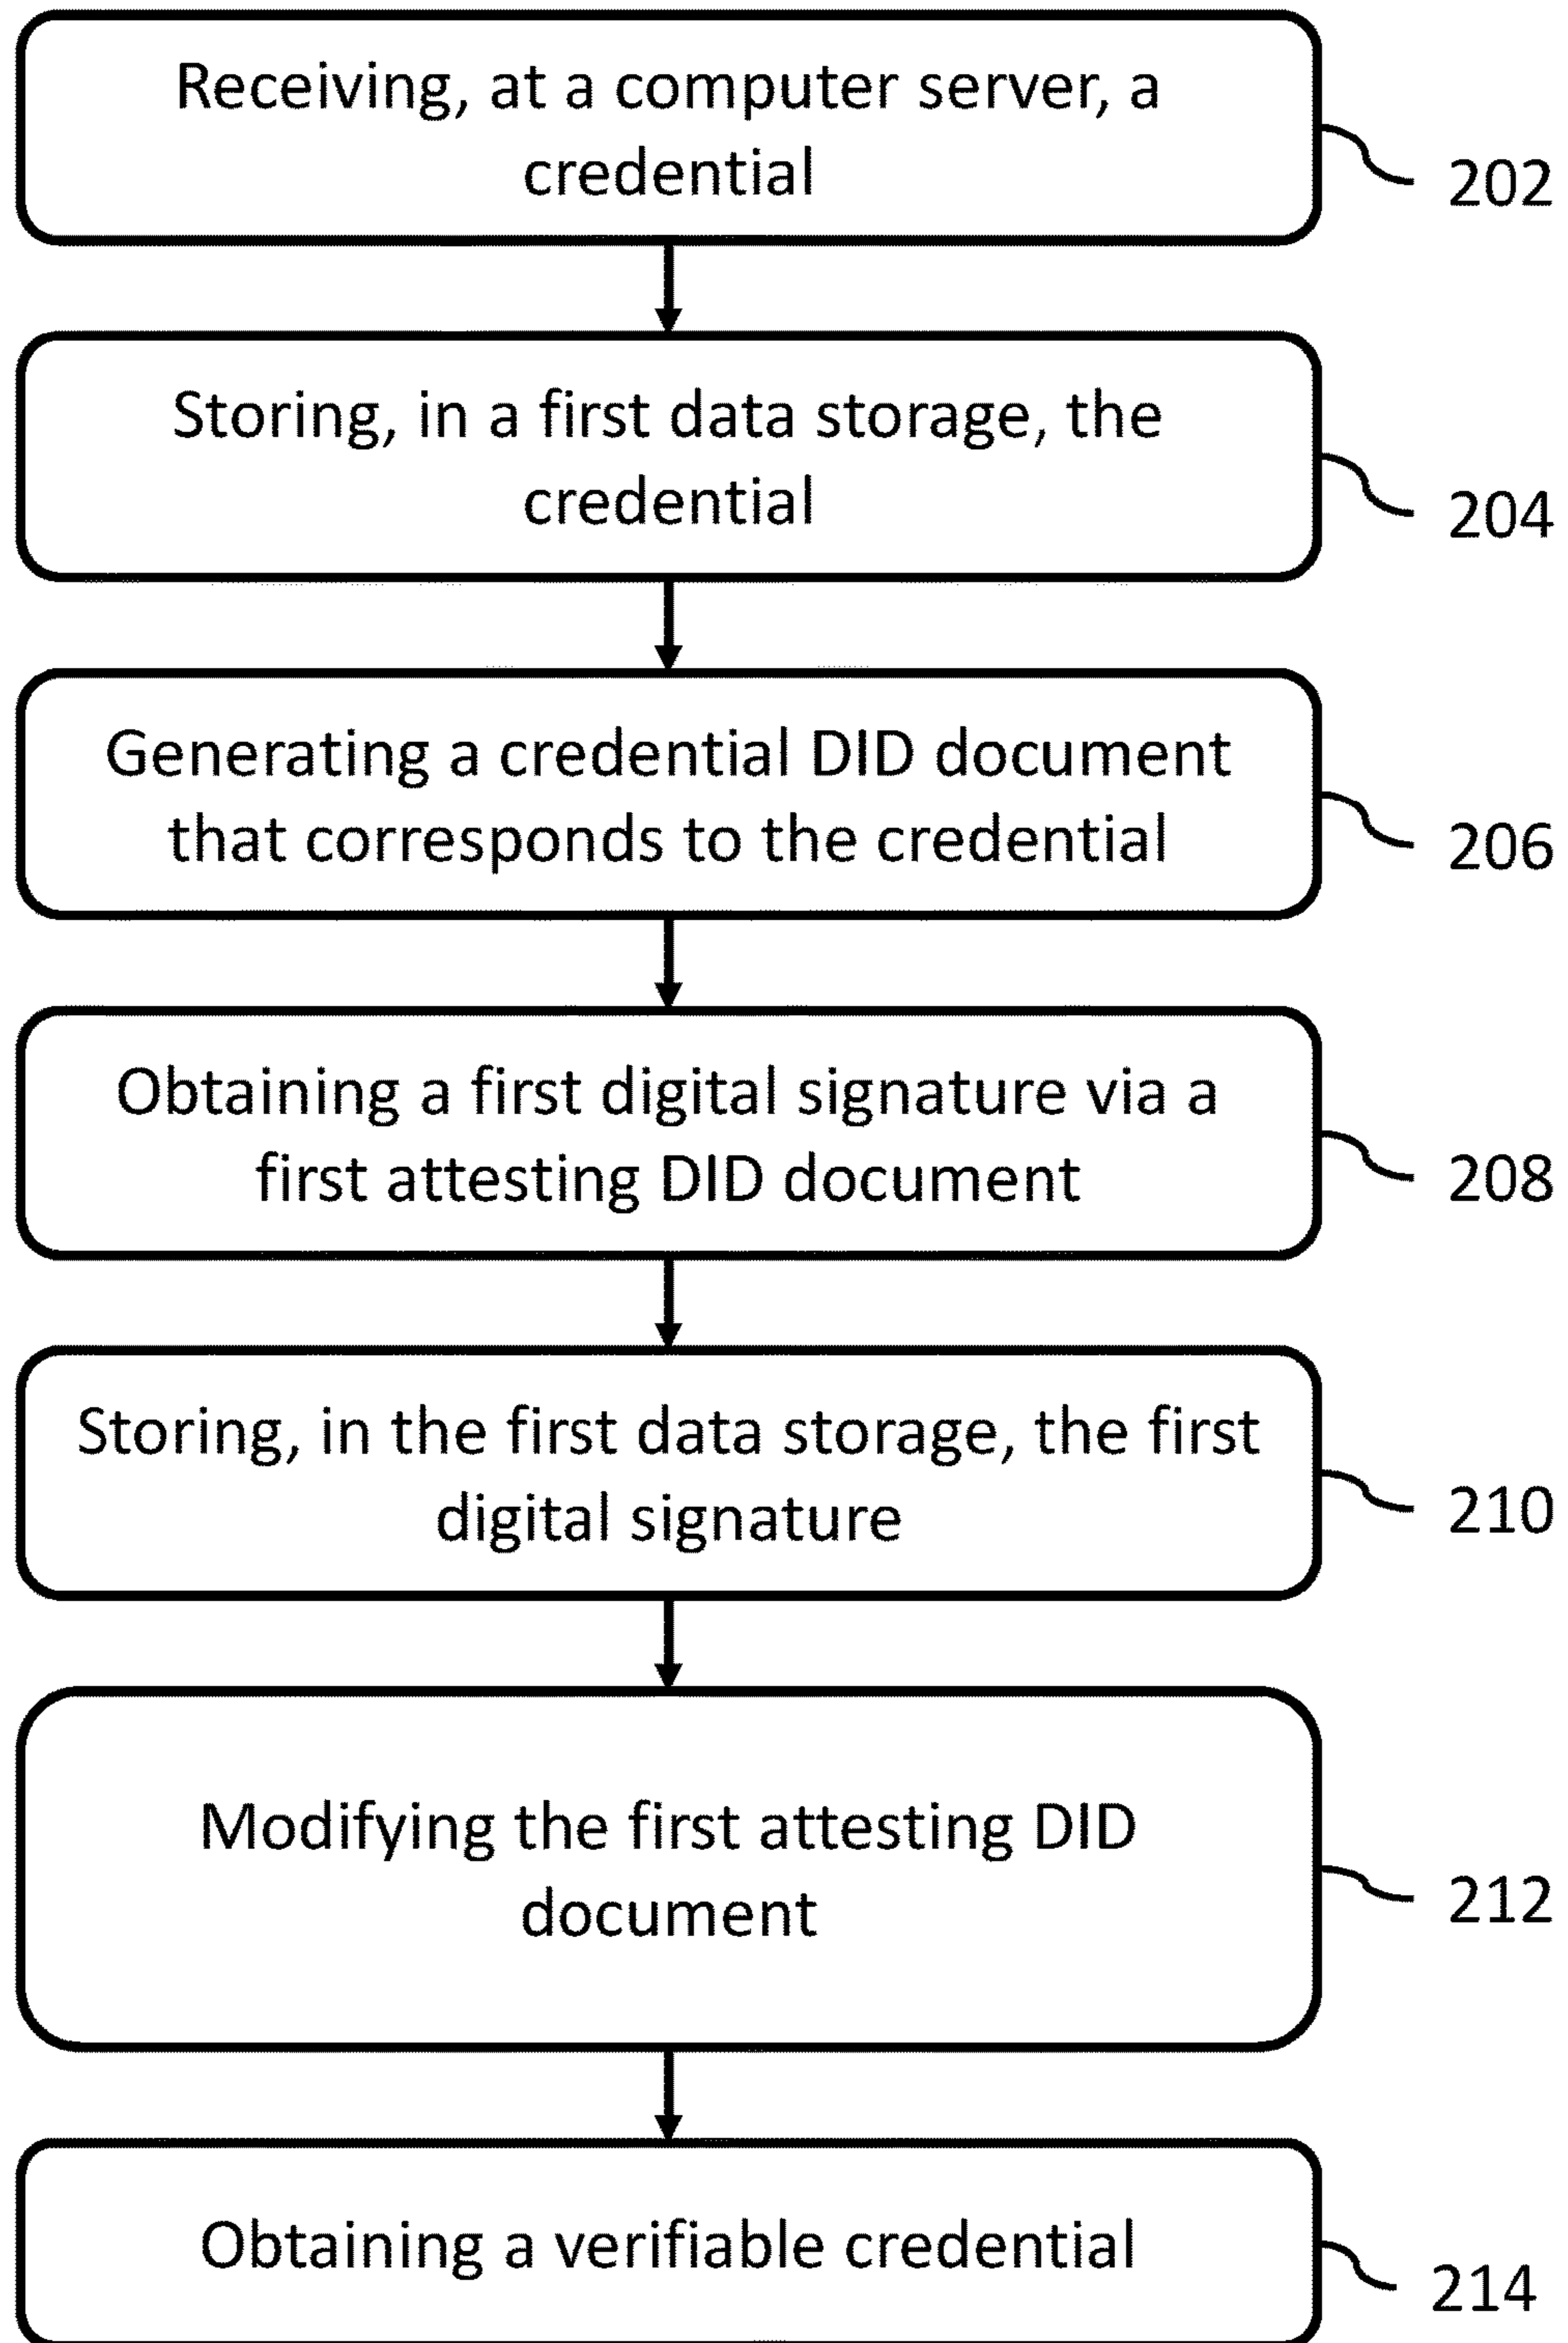 Receiving, at a computer server, a
credential
202
Storing, in a first data storage, the
credential
204
Generating a credential DID document
that corresponds to the credential
206
Obtaining a first digital signature via a
first attesting DID document
208
Storing, in the first data storage, the first
digital signature
210
Modifying the first attesting DID
document
212
Obtaining a verifiable credential
214